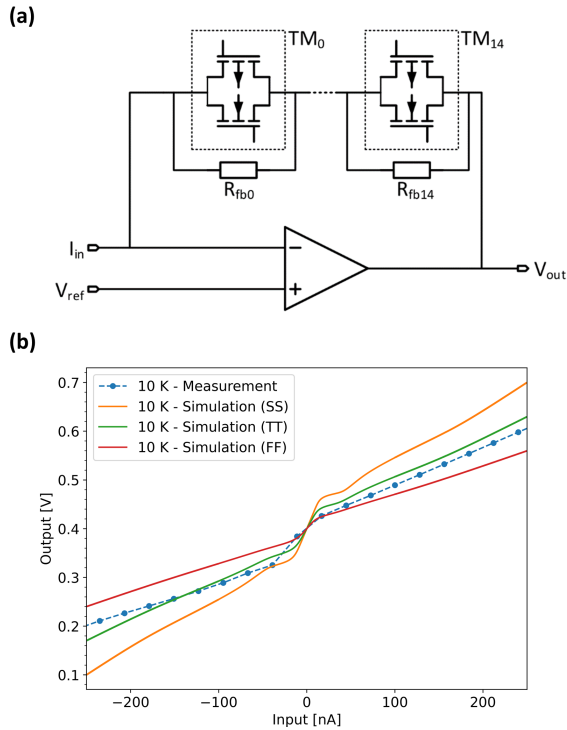 (a)
TM0
TM14
Rfb0
Rfb14
Iin
Vref
Vout
(b)
10 K - Measurement
10 K - Simulation (SS)
10 K - Simulation (TT)
10 K - Simulation (FF)
0.7
0.6
0.5
0.4
0.3
0.2
0.1
Output [V]
−200
−100
0
100
200
Input [nA]